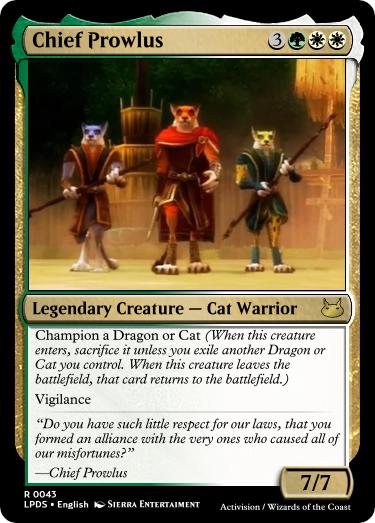 Chief Prowlus 3
Legendary Creature — Cat Warrior
Champion a Dragon or Cat (When this creature
enters, sacrifice it unless you exile another Dragon or
Cat you control. When this creature leaves the
battlefield, that card returns to the battlefield.)
Vigilance
“Do you have such little respect for our laws, that you
formed an alliance with the very ones who caused all of
our misfortunes?”
—Chief Prowlus
7/7
R 0043
LPDS • English Sierra Entertaiment
Activision / Wizards of the Coast